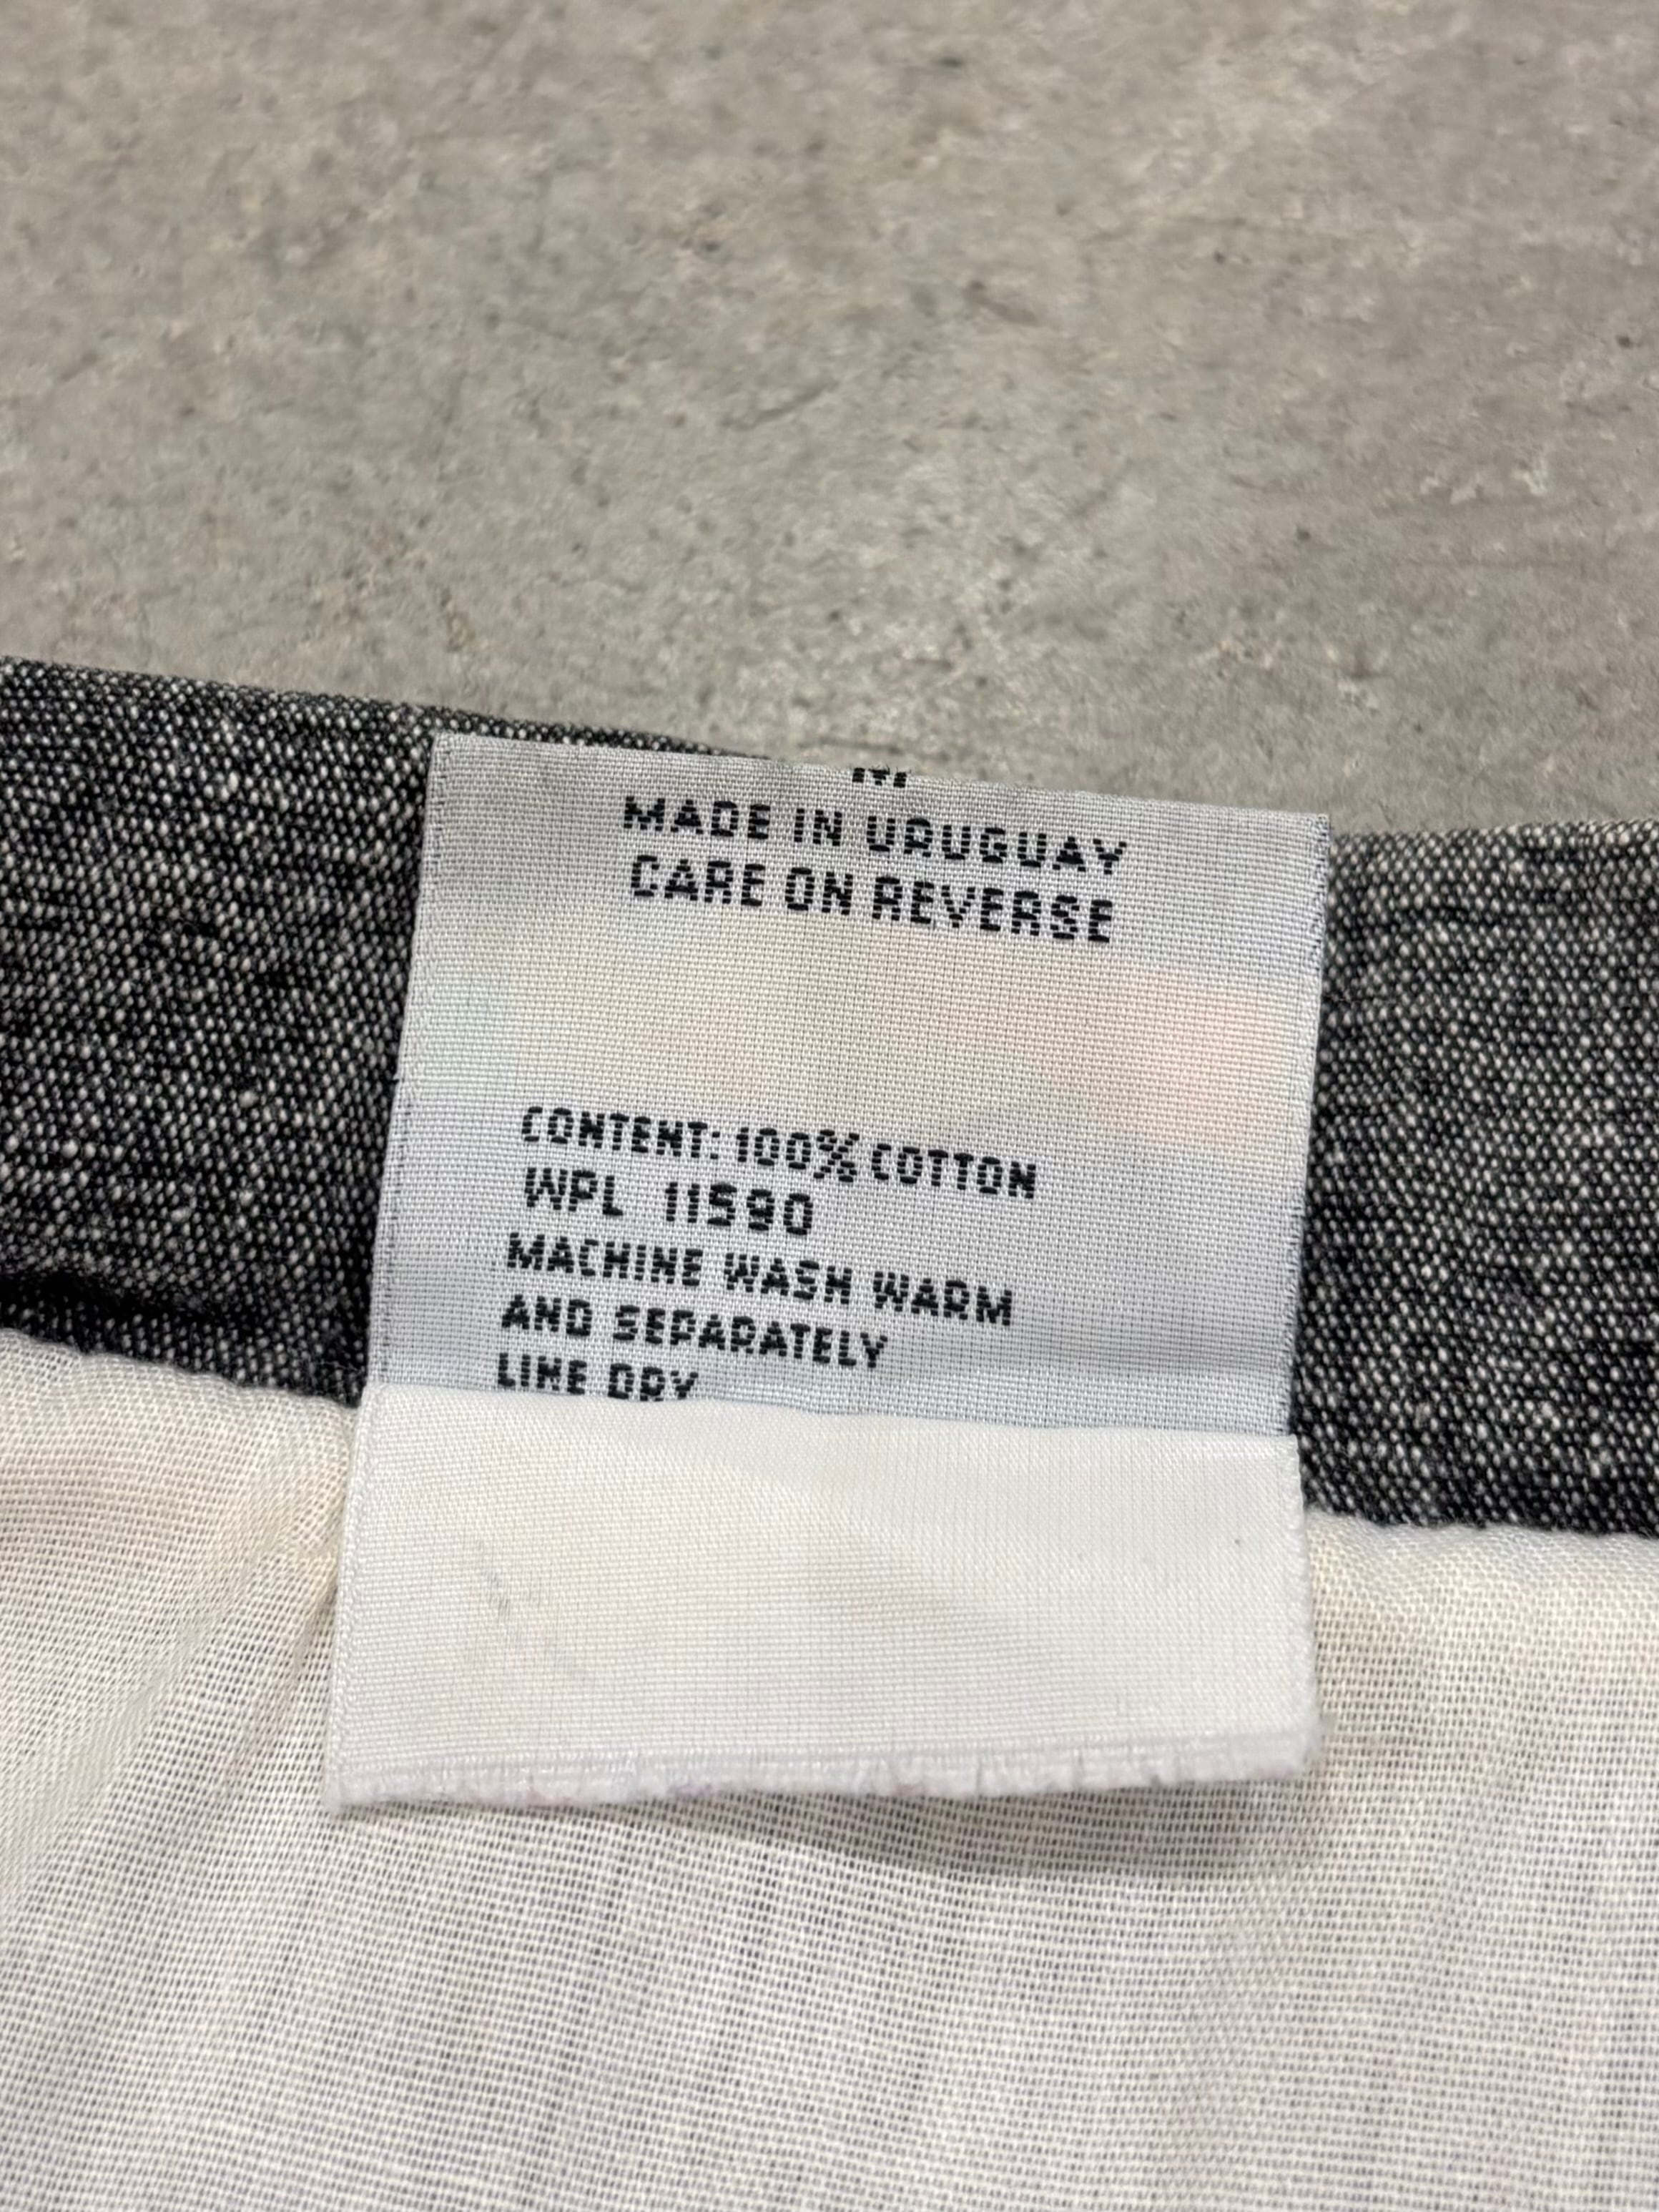 M
MADE IN URUGUAY
CARE ON REVERSE
CONTENT: 100% COTTON
WPL 11590
MACHINE WASH WARM
AND SEPARATELY
LINE DRY